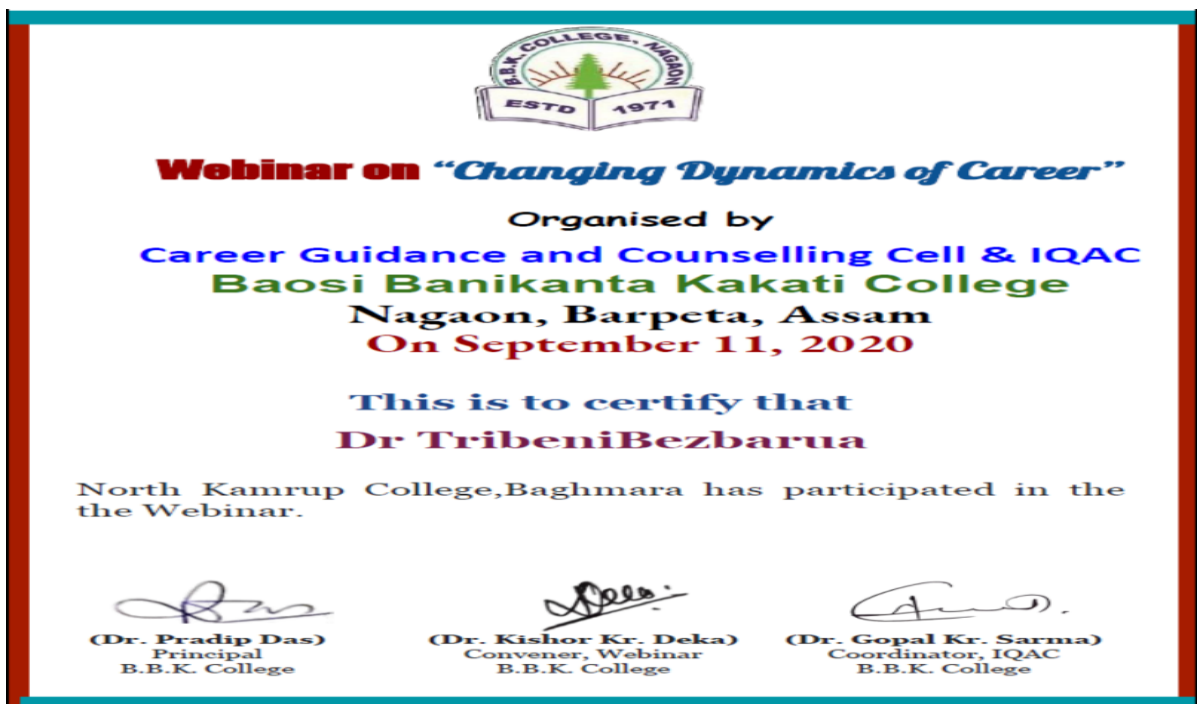 B.B.K. COLLEGE, NAGAON
ESTD 1971
Webinar on “Changing Dynamics of Career”
Organised by
Career Guidance and Counselling Cell & IQAC
Baosi Banikanta Kakati College
Nagaon, Barpeta, Assam
On September 11, 2020
This is to certify that
Dr TribeniBezbarua
North Kamrup College,Baghmara has participated in the
the Webinar.
(Dr. Pradip Das) (Dr. Kishor Kr. Deka) (Dr. Gopal Kr. Sarma)
Principal Convener, Webinar Coordinator, IQAC
B.B.K. College B.B.K. College B.B.K. College